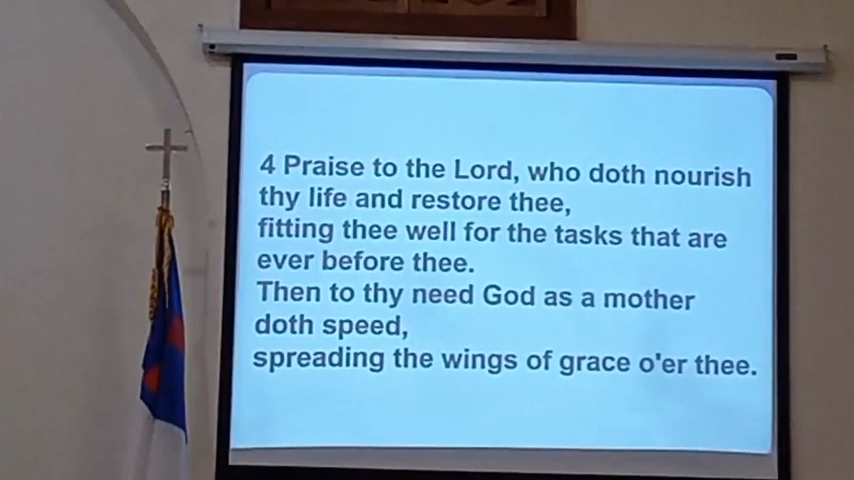 4 Praise to the Lord, who doth nourish
thy life and restore thee,
fitting thee well for the tasks that are
ever before thee.
Then to thy need God as a mother
doth speed,
spreading the wings of grace o'er thee.